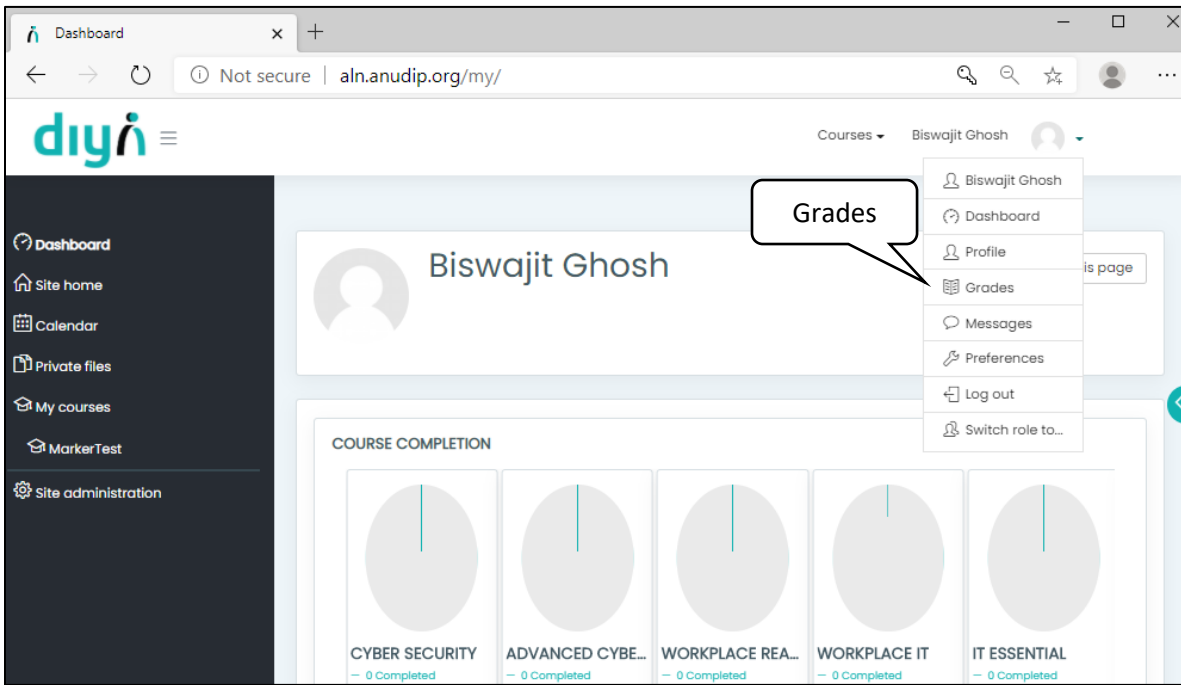 Dashboard
Not secure | aln.anudip.org/my/
diyi
Courses
Biswajit Ghosh
Biswajit Ghosh
Dashboard
Profile
Grades
Messages
Preferences
Log out
Switch role to...
Grades
Dashboard
Site home
Calendar
Private files
My courses
MarkerTest
Site administration
Biswajit Ghosh
is page
COURSE COMPLETION
CYBER SECURITY
– 0 Completed
ADVANCED CYBE...
– 0 Completed
WORKPLACE REA...
– 0 Completed
WORKPLACE IT
– 0 Completed
IT ESSENTIAL
– 0 Completed